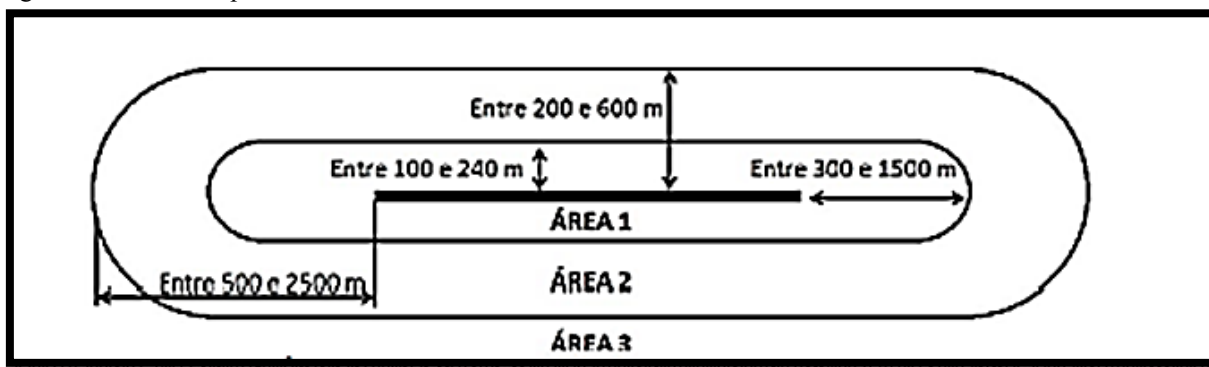 Entre 200 e 600 m
Entre 100 e 240 m
Entre 300 e 1500 m
ÁREA 1
Entre 500 e 2500 m
ÁREA 2
ÁREA 3